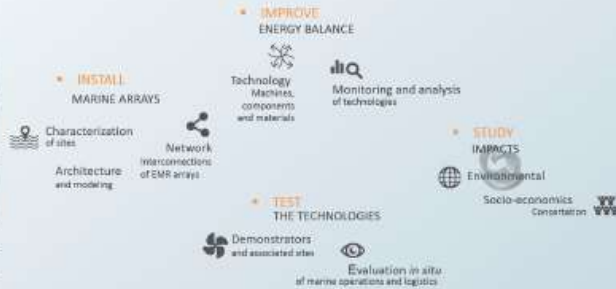 IMPROVE
ENERGY BALANCE
Technology
Machines,
components
and materials
Monitoring and analysis
of technologies
INSTALL
MARINE ARRAYS
Characterization
of sites
Architecture
and modeling
Network
Interconnections
of EMR arrays
STUDY
IMPACTS
Environmental
Socio-economics
Consertation
TEST
THE TECHNOLOGIES
Demonstrators
and associated sites
Evaluation in situ
of marine operations and logistics